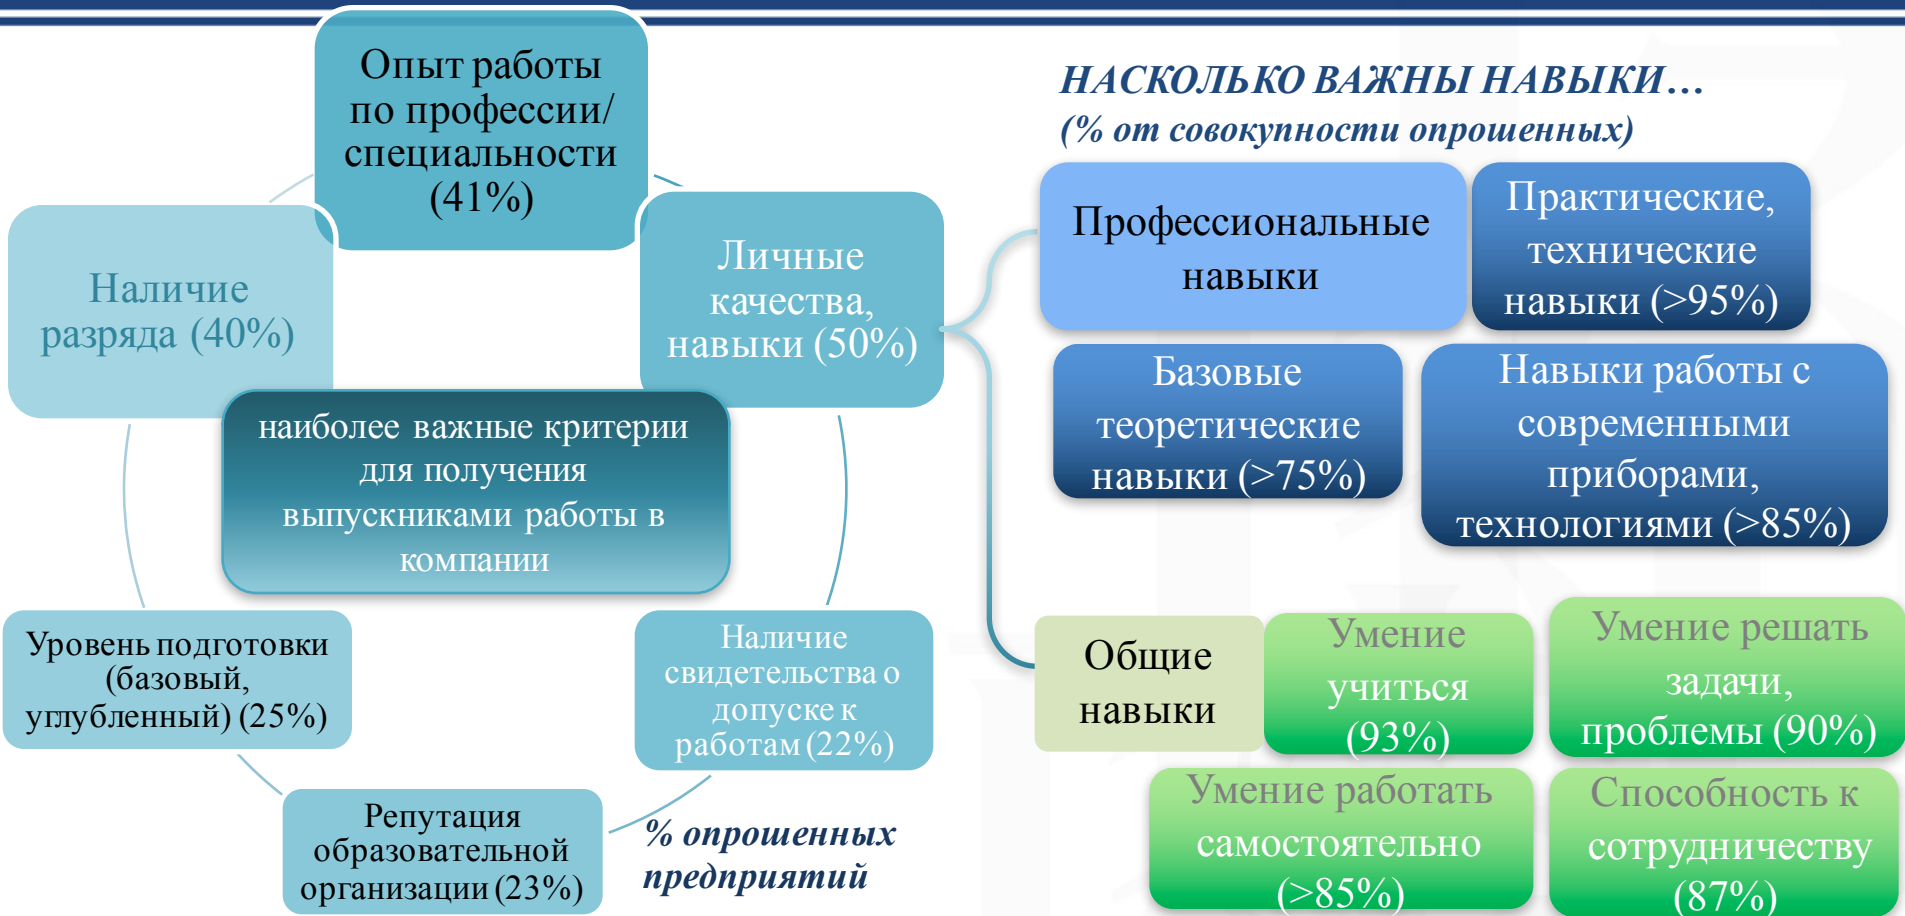 Опыт работы
по профессии/
специальности
(41%)
Наличие
разряда (40%)
Личные
качества,
навыки (50%)
наиболее важные критерии
для получения
выпускниками работы в
компании
Уровень подготовки
(базовый,
углубленный) (25%)
Наличие
свидетельства о
допуске к
работам (22%)
Репутация
образовательной
организации (23%)
% опрошенных
предприятий
НАСКОЛЬКО ВАЖНЫ НАВЫКИ…
(% от совокупности опрошенных)
Профессиональные
навыки
Практические,
технические
навыки (>95%)
Базовые
теоретические
навыки (>75%)
Навыки работы с
современными
приборами,
технологиями (>85%)
Общие
навыки
Умение
учиться
(93%)
Умение решать
задачи,
проблемы (90%)
Умение работать
самостоятельно
(>85%)
Способность к
сотрудничеству
(87%)